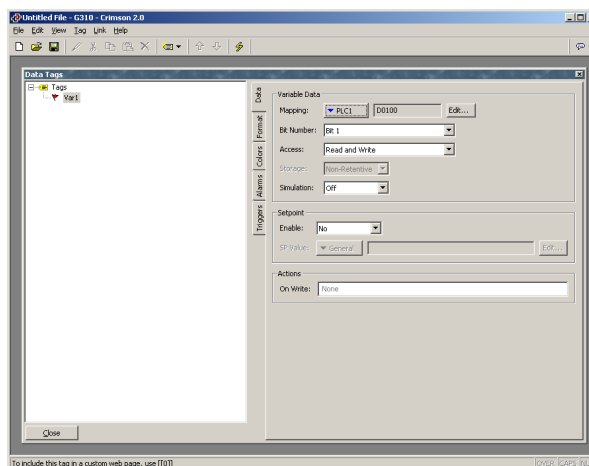 Untitled File - G310 - Crimson 2.0
File Edit View Tag Link Help
Data Tags
Tags
Var1
Data
Format
Colors
Alarms
Triggers
Variable Data
Mapping: PLC1 D0100 Edit...
Bit Number: Bit 1
Access: Read and Write
Storage: Non-Retentive
Simulation: Off
Setpoint
Enable: No
SP Value: General Edit...
Actions
On Write: None
Close
To include this tag in a custom web page, use [[0]]
OVER CAPS NU